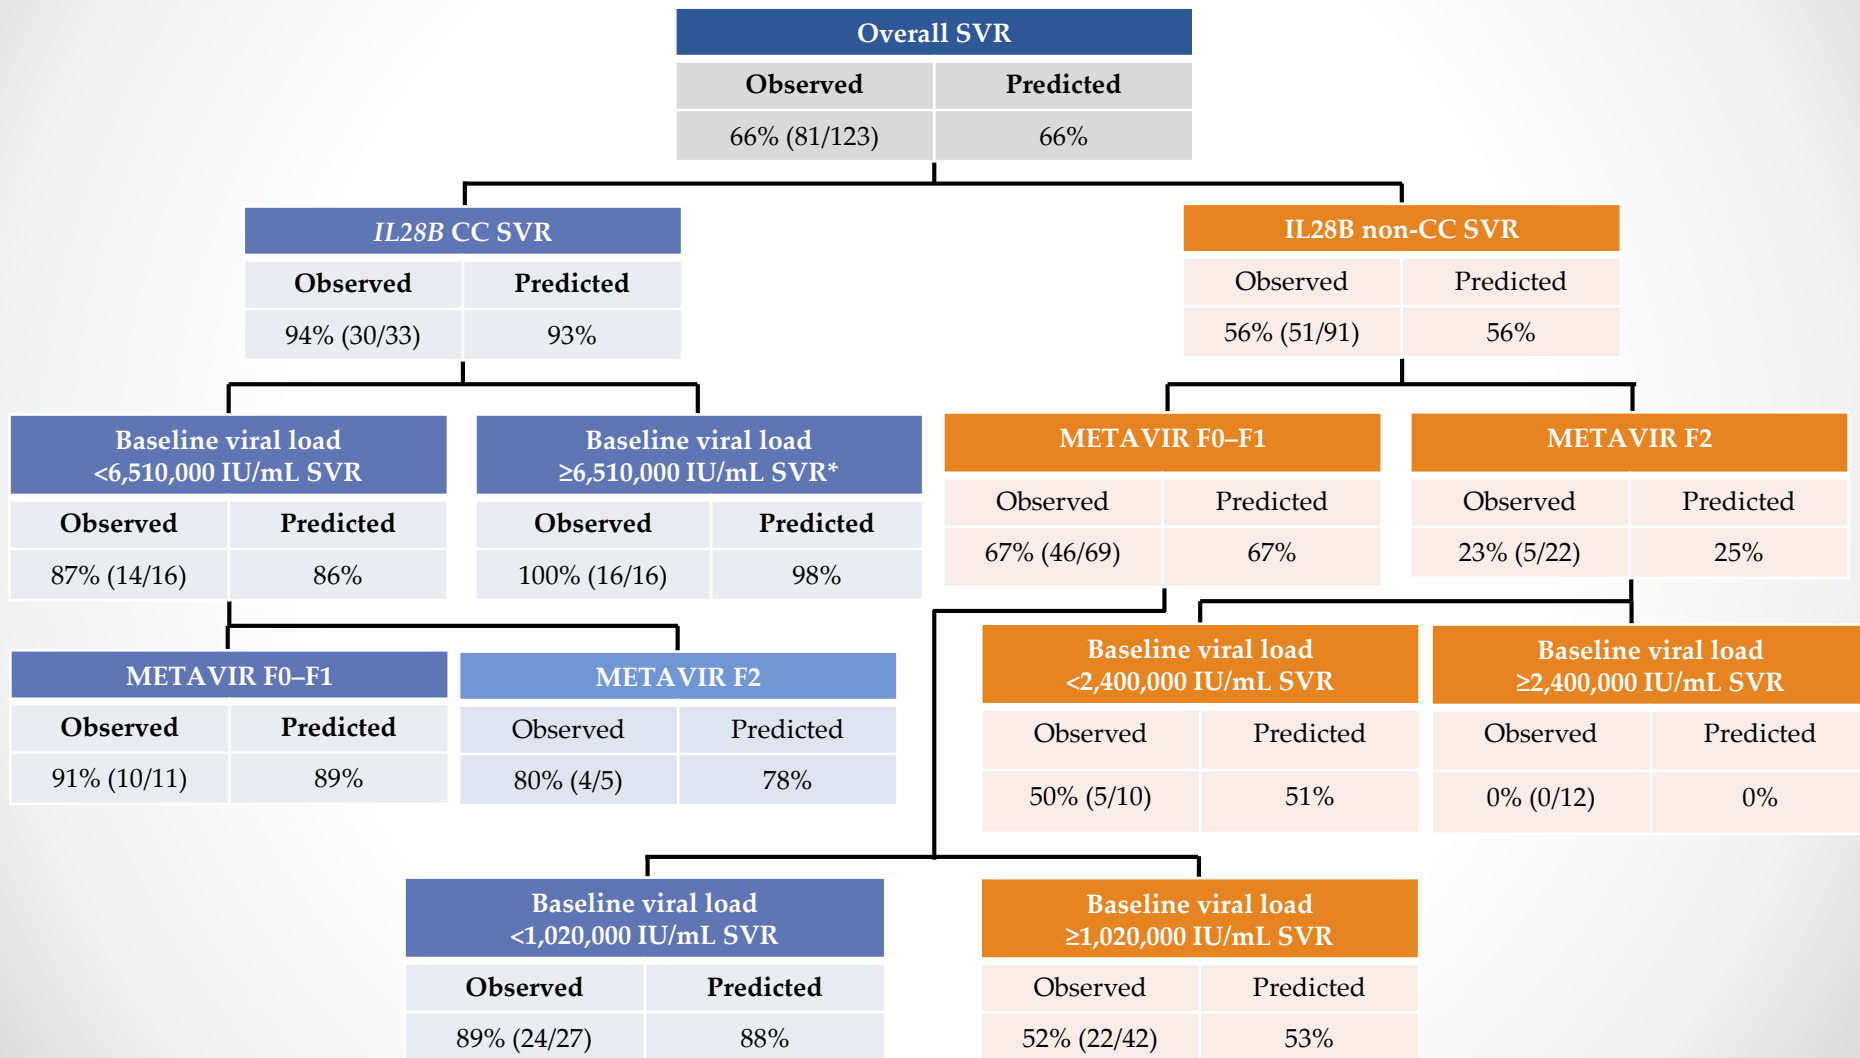 Overall SVR
Observed Predicted
66% (81/123) 66%
IL28B CC SVR
Observed Predicted
94% (30/33) 93%
IL28B non-CC SVR
Observed Predicted
56% (51/91) 56%
Baseline viral load
<6,510,000 IU/mL SVR
Observed Predicted
87% (14/16) 86%
Baseline viral load
≥6,510,000 IU/mL SVR*
Observed Predicted
100% (16/16) 98%
METAVIR F0–F1
Observed Predicted
67% (46/69) 67%
METAVIR F2
Observed Predicted
23% (5/22) 25%
METAVIR F0–F1
Observed Predicted
91% (10/11) 89%
METAVIR F2
Observed Predicted
80% (4/5) 78%
Baseline viral load
<2,400,000 IU/mL SVR
Observed Predicted
50% (5/10) 51%
Baseline viral load
≥2,400,000 IU/mL SVR
Observed Predicted
0% (0/12) 0%
Baseline viral load
<1,020,000 IU/mL SVR
Observed Predicted
89% (24/27) 88%
Baseline viral load
≥1,020,000 IU/mL SVR
Observed Predicted
52% (22/42) 53%